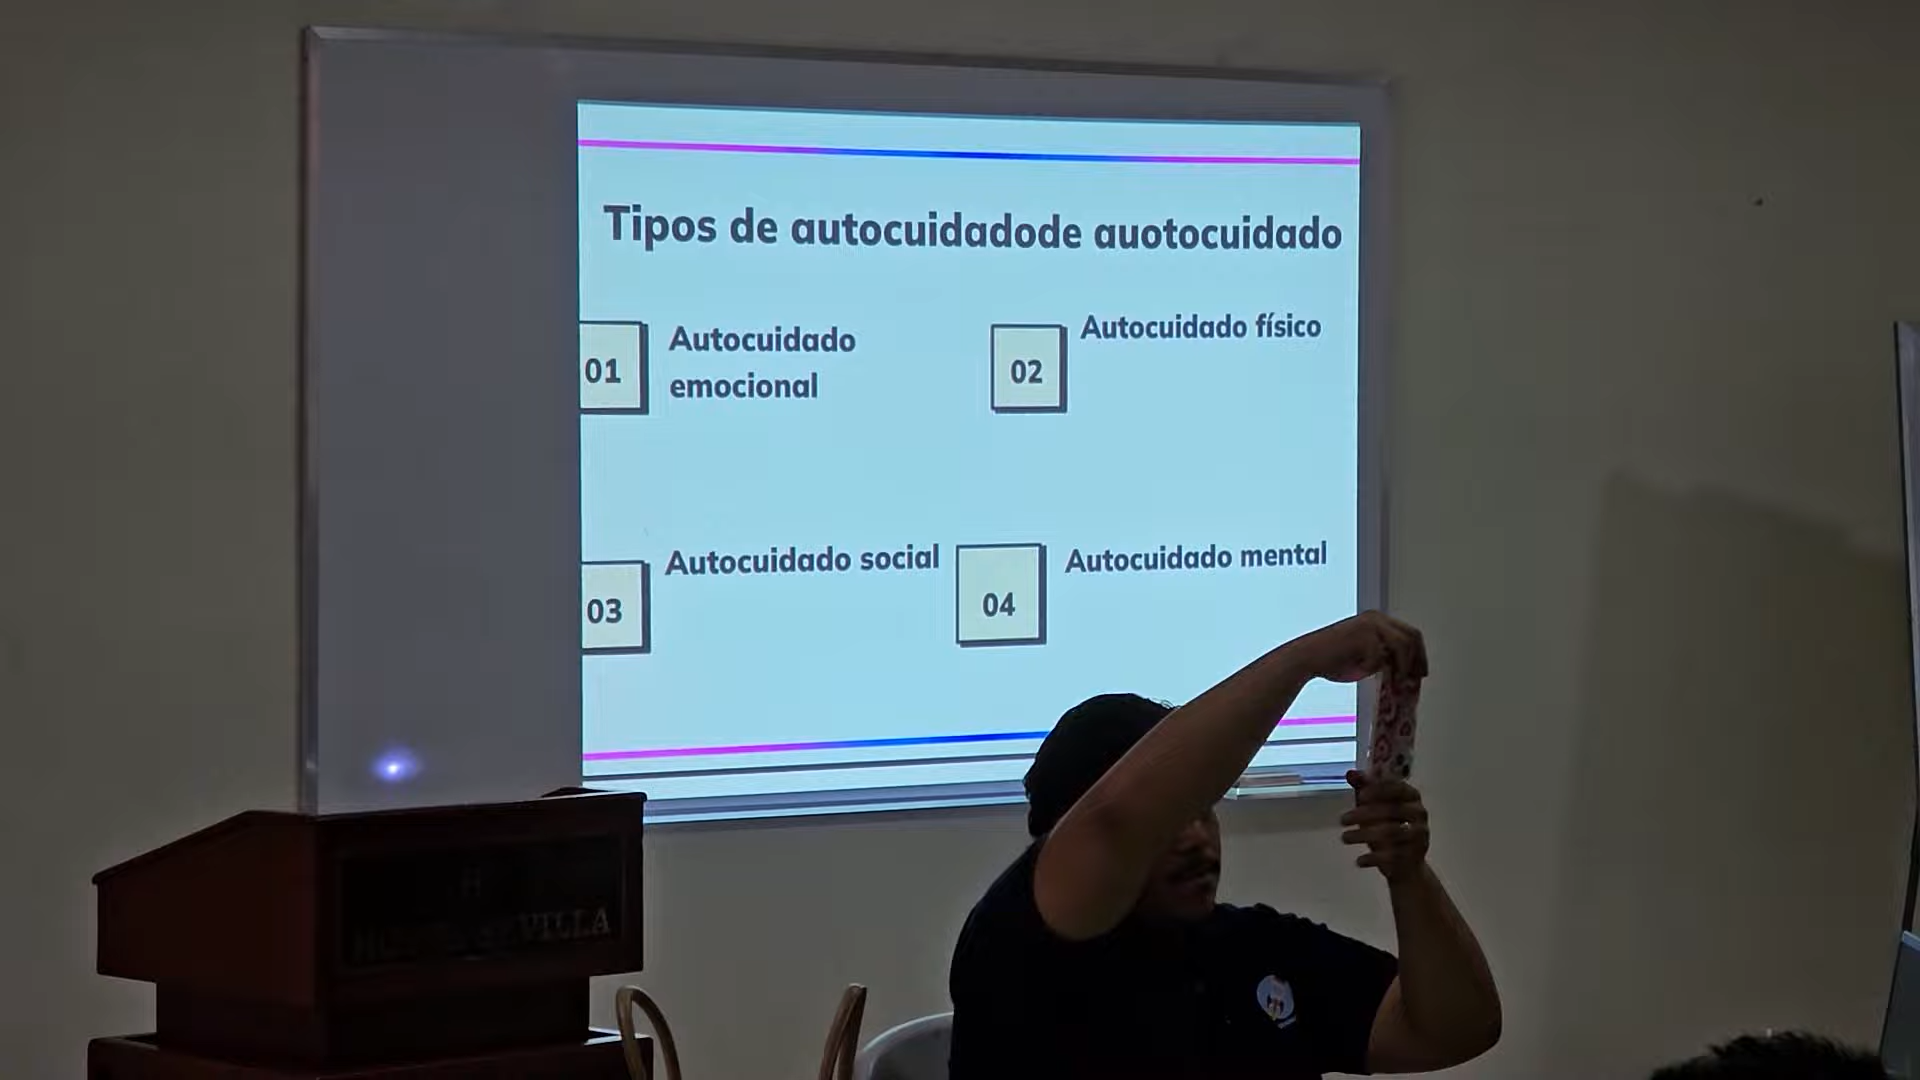 Tipos de autocuidadode auotocuidado
01
Autocuidado
emocional
02
Autocuidado físico
03
Autocuidado social
04
Autocuidado mental